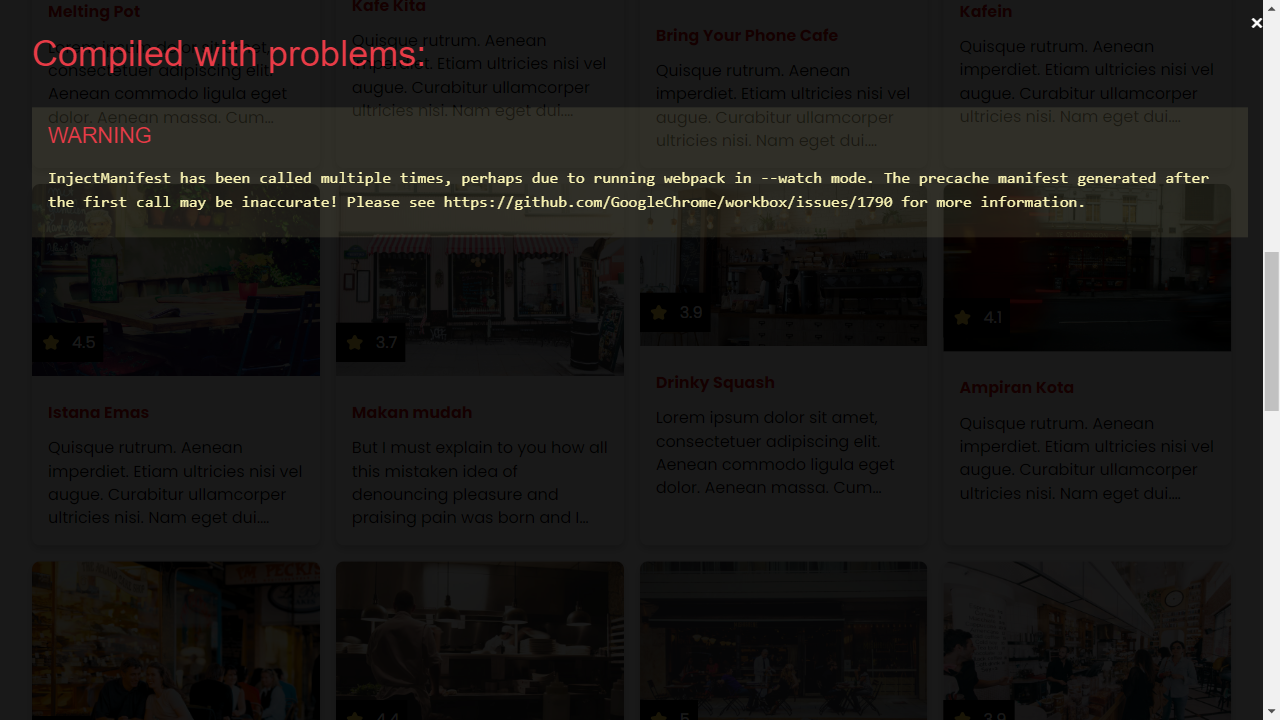 Melting Pot
Kafe Kita
Kafein
Bring Your Phone Cafe
×
Compiled with problems:
consectetuer adipiscing elit.
Aenean commodo ligula eget
dolor. Aenean massa. Cum...
Quisque rutrum. Aenean
imperdiet. Etiam ultricies nisi vel
augue. Curabitur ullamcorper
ultricies nisi. Nam eget dui....
Quisque rutrum. Aenean
imperdiet. Etiam ultricies nisi vel
augue. Curabitur ullamcorper
ultricies nisi. Nam eget dui....
Quisque rutrum. Aenean
imperdiet. Etiam ultricies nisi vel
augue. Curabitur ullamcorper
ultricies nisi. Nam eget dui....
WARNING
InjectManifest has been called multiple times, perhaps due to running webpack in --watch mode. The precache manifest generated after
the first call may be inaccurate! Please see https://github.com/GoogleChrome/workbox/issues/1790 for more information.
4.5
3.7
3.9
4.1
Istana Emas
Quisque rutrum. Aenean
imperdiet. Etiam ultricies nisi vel
augue. Curabitur ullamcorper
ultricies nisi. Nam eget dui....
Makan mudah
But I must explain to you how all
this mistaken idea of
denouncing pleasure and
praising pain was born and I...
Drinky Squash
Lorem ipsum dolor sit amet,
consectetuer adipiscing elit.
Aenean commodo ligula eget
dolor. Aenean massa. Cum...
Ampiran Kota
Quisque rutrum. Aenean
imperdiet. Etiam ultricies nisi vel
augue. Curabitur ullamcorper
ultricies nisi. Nam eget dui....
4.4
5
3.9